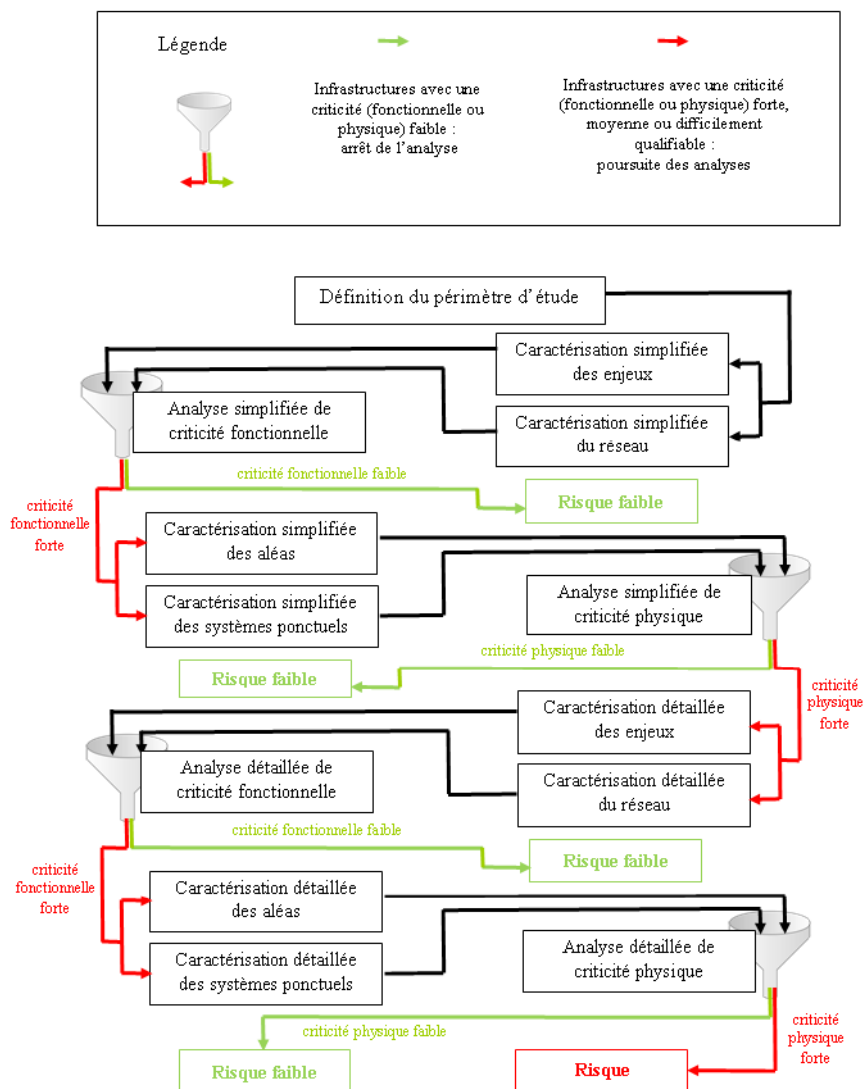 Légende
Infrastructures avec une
criticité (fonctionnelle ou
physique) faible :
arrêt de l'analyse
Infrastructures avec une criticité
(fonctionnelle ou physique) forte,
moyenne ou difficilement
qualifiable :
poursuite des analyses
Définition du périmètre d'étude
Caractérisation simplifiée
des enjeux
Caractérisation simplifiée
du réseau
Analyse simplifiée de
criticité fonctionnelle
criticité fonctionnelle faible
Risque faible
criticité
fonctionnelle
forte
Caractérisation simplifiée
des aléas
Caractérisation simplifiée
des systèmes ponctuels
Analyse simplifiée de
criticité physique
criticité physique faible
Risque faible
criticité
physique
forte
Caractérisation détaillée
des enjeux
Caractérisation détaillée
du réseau
Analyse détaillée de
criticité fonctionnelle
criticité fonctionnelle faible
Risque faible
criticité
fonctionnelle
forte
Caractérisation détaillée
des aléas
Caractérisation détaillée
des systèmes ponctuels
Analyse détaillée de
criticité physique
criticité physique faible
Risque faible
criticité
physique
forte
Risque